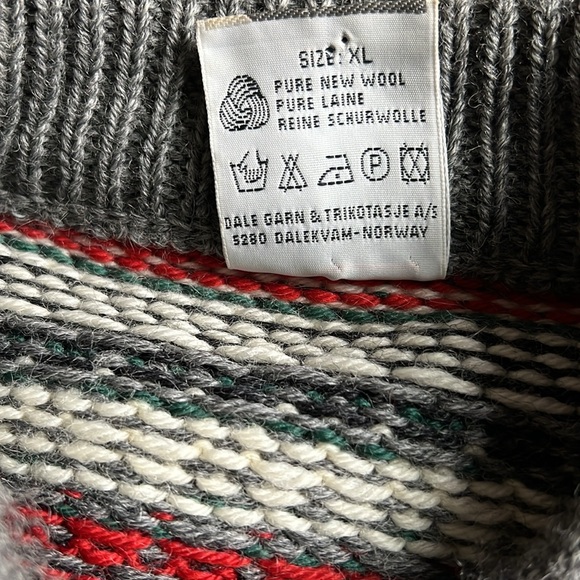 SIZE: XL
PURE NEW WOOL
PURE LAINE
REINE SCHURWOLLE
P
DALE GARN & TRIKOTASJE A/S
5280 DALEKVAM-NORWAY